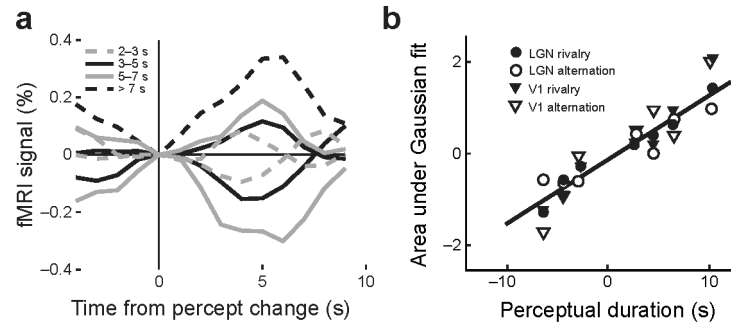 a
0.4
0.2
0
−0.2
−0.4
fMRI signal (%)
2–3 s
3–5 s
5–7 s
> 7 s
0
5
10
Time from percept change (s)
b
2
0
−2
Area under Gaussian fit
LGN rivalry
LGN alternation
V1 rivalry
V1 alternation
−10
0
10
Perceptual duration (s)